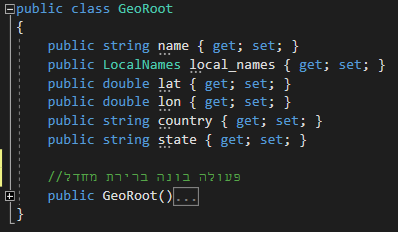 public class GeoRoot
{
public string name { get; set; }
public LocalNames local_names { get; set; }
public double lat { get; set; }
public double lon { get; set; }
public string country { get; set; }
public string state { get; set; }
//פעולה בונה ברירת מחדל
public GeoRoot()...
}